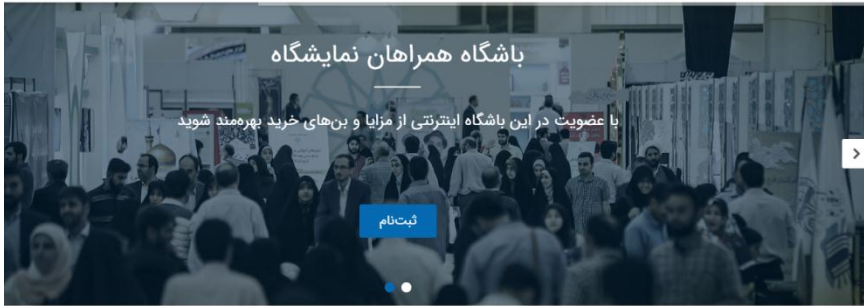 باشگاه همراهان نمایشگاه
با عضویت در این باشگاه اینترنتی از مزایا و بن‌های خرید بهره‌مند شوید
ثبت‌نام